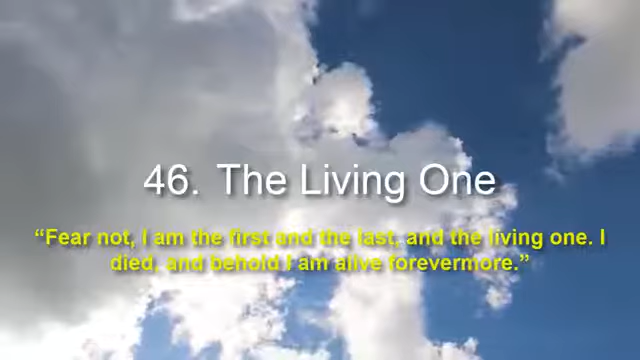 46. The Living One
“Fear not, I am the first and the last, and the living one. I
died, and behold I am alive forevermore.”